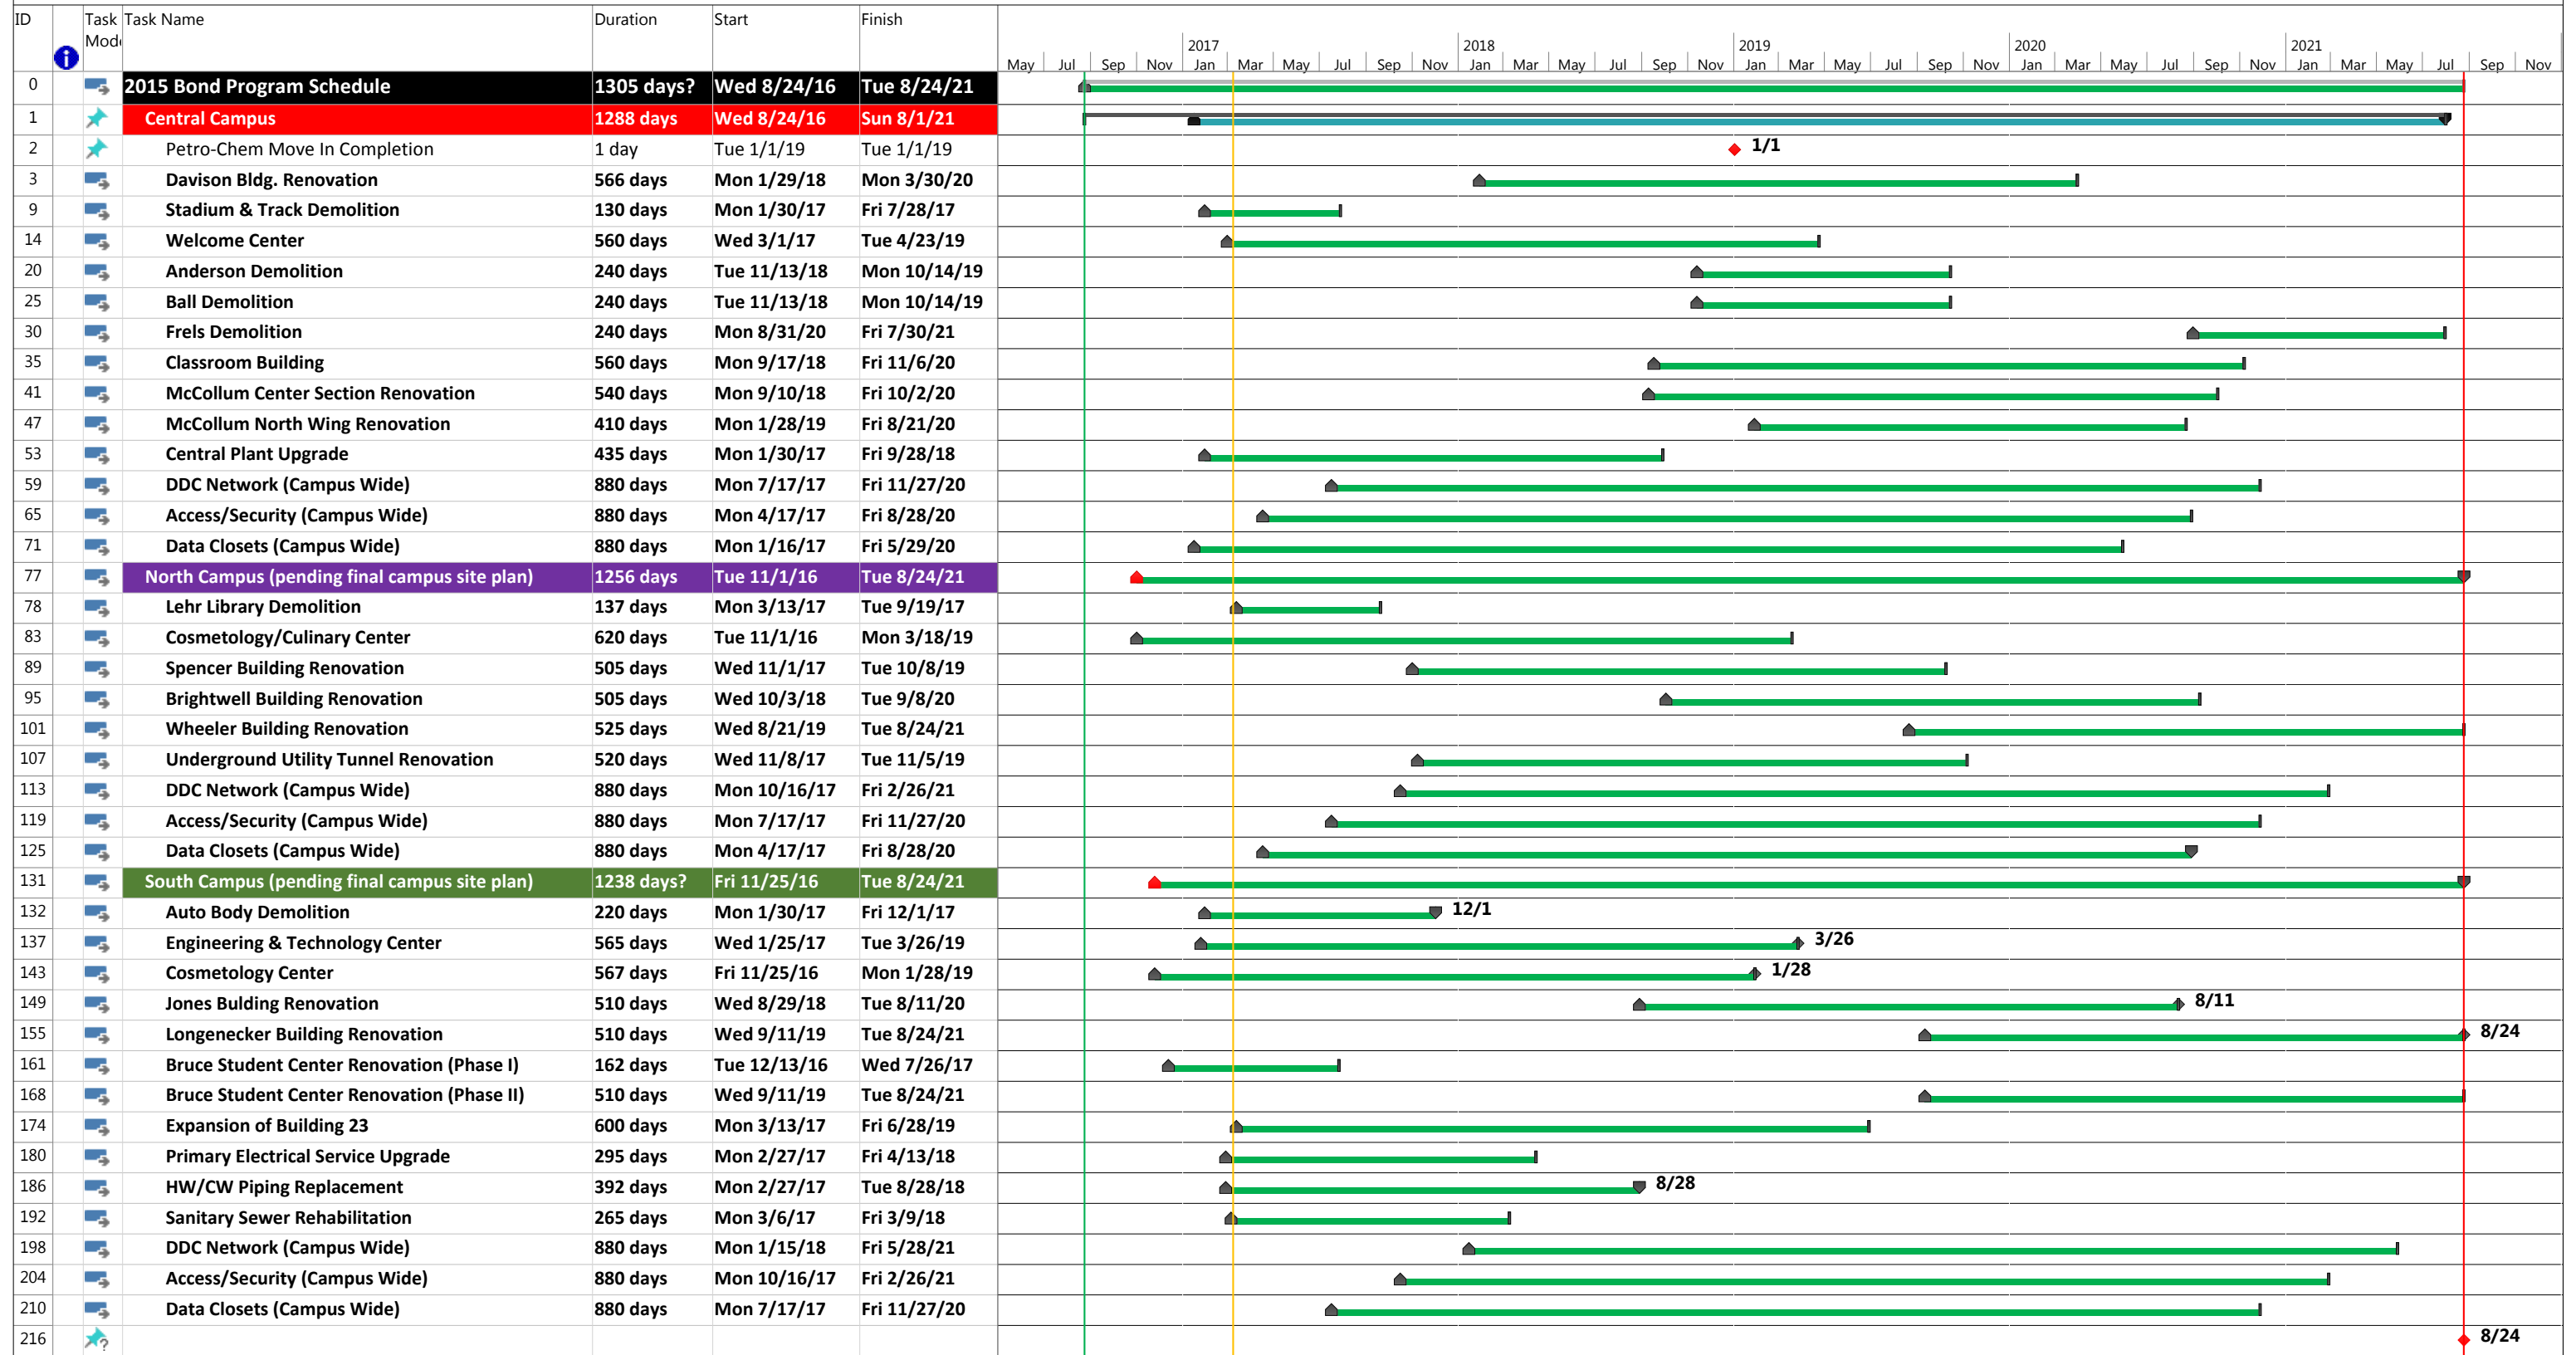 ID Task Mode Task Name Duration Start Finish
2017 2018 2019 2020 2021
May Jul Sep Nov Jan Mar May Jul Sep Nov Jan Mar May Jul Sep Nov Jan Mar May Jul Sep Nov Jan Mar May Jul Sep Nov Jan Mar May Jul Sep Nov
0 2015 Bond Program Schedule 1305 days? Wed 8/24/16 Tue 8/24/21
1 Central Campus 1288 days Wed 8/24/16 Sun 8/1/21
2 Petro-Chem Move In Completion 1 day Tue 1/1/19 Tue 1/1/19 1/1
3 Davison Bldg. Renovation 566 days Mon 1/29/18 Mon 3/30/20
9 Stadium & Track Demolition 130 days Mon 1/30/17 Fri 7/28/17
14 Welcome Center 560 days Wed 3/1/17 Tue 4/23/19
20 Anderson Demolition 240 days Tue 11/13/18 Mon 10/14/19
25 Ball Demolition 240 days Tue 11/13/18 Mon 10/14/19
30 Frels Demolition 240 days Mon 8/31/20 Fri 7/30/21
35 Classroom Building 560 days Mon 9/17/18 Fri 11/6/20
41 McCollum Center Section Renovation 540 days Mon 9/10/18 Fri 10/2/20
47 McCollum North Wing Renovation 410 days Mon 1/28/19 Fri 8/21/20
53 Central Plant Upgrade 435 days Mon 1/30/17 Fri 9/28/18
59 DDC Network (Campus Wide) 880 days Mon 7/17/17 Fri 11/27/20
65 Access/Security (Campus Wide) 880 days Mon 4/17/17 Fri 8/28/20
71 Data Closets (Campus Wide) 880 days Mon 1/16/17 Fri 5/29/20
77 North Campus (pending final campus site plan) 1256 days Tue 11/1/16 Tue 8/24/21
78 Lehr Library Demolition 137 days Mon 3/13/17 Tue 9/19/17
83 Cosmetology/Culinary Center 620 days Tue 11/1/16 Mon 3/18/19
89 Spencer Building Renovation 505 days Wed 11/1/17 Tue 10/8/19
95 Brightwell Building Renovation 505 days Wed 10/3/18 Tue 9/8/20
101 Wheeler Building Renovation 525 days Wed 8/21/19 Tue 8/24/21
107 Underground Utility Tunnel Renovation 520 days Wed 11/8/17 Tue 11/5/19
113 DDC Network (Campus Wide) 880 days Mon 10/16/17 Fri 2/26/21
119 Access/Security (Campus Wide) 880 days Mon 7/17/17 Fri 11/27/20
125 Data Closets (Campus Wide) 880 days Mon 4/17/17 Fri 8/28/20
131 South Campus (pending final campus site plan) 1238 days? Fri 11/25/16 Tue 8/24/21
132 Auto Body Demolition 220 days Mon 1/30/17 Fri 12/1/17 12/1
137 Engineering & Technology Center 565 days Wed 1/25/17 Tue 3/26/19 3/26
143 Cosmetology Center 567 days Fri 11/25/16 Mon 1/28/19 1/28
149 Jones Bulding Renovation 510 days Wed 8/29/18 Tue 8/11/20 8/11
155 Longenecker Building Renovation 510 days Wed 9/11/19 Tue 8/24/21 8/24
161 Bruce Student Center Renovation (Phase I) 162 days Tue 12/13/16 Wed 7/26/17
168 Bruce Student Center Renovation (Phase II) 510 days Wed 9/11/19 Tue 8/24/21
174 Expansion of Building 23 600 days Mon 3/13/17 Fri 6/28/19
180 Primary Electrical Service Upgrade 295 days Mon 2/27/17 Fri 4/13/18
186 HW/CW Piping Replacement 392 days Mon 2/27/17 Tue 8/28/18 8/28
192 Sanitary Sewer Rehabilitation 265 days Mon 3/6/17 Fri 3/9/18
198 DDC Network (Campus Wide) 880 days Mon 1/15/18 Fri 5/28/21
204 Access/Security (Campus Wide) 880 days Mon 10/16/17 Fri 2/26/21
210 Data Closets (Campus Wide) 880 days Mon 7/17/17 Fri 11/27/20
216 8/24